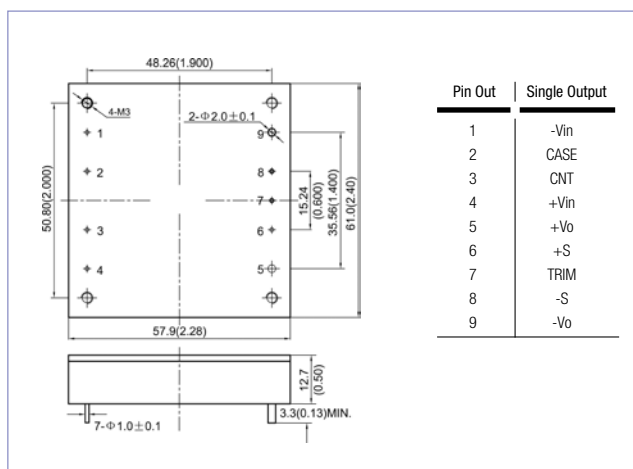 48.26(1.900)
4-M3
2-Φ2.0±0.1
1
2
3
4
9
8
7
6
5
50.80(2.000)
15.24
(0.600)
35.56(1.400)
61.0(2.40)
57.9(2.28)
12.7
(0.50)
3.3(0.13)MIN.
7-Φ1.0±0.1
Pin Out Single Output
1 -Vin
2 CASE
3 CNT
4 +Vin
5 +Vo
6 +S
7 TRIM
8 -S
9 -Vo